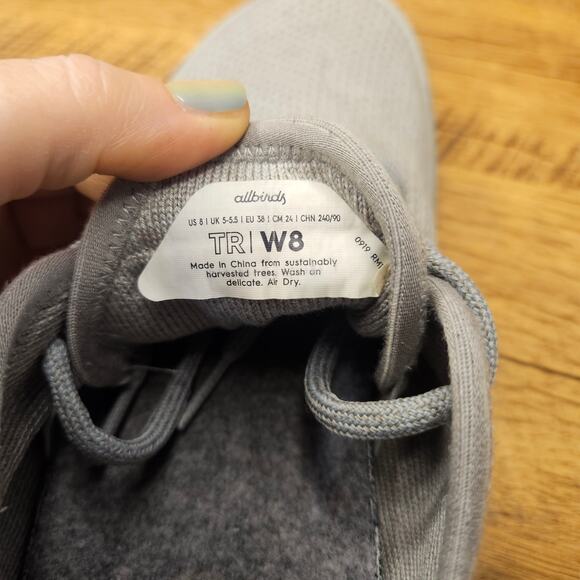 allbirds
US 8 | UK 5-5.5 | EU 38 | CM 24 | CHN 240/90
TR | W8
Made in China from sustainably
harvested trees. Wash on
delicate. Air Dry.
0919 RM1